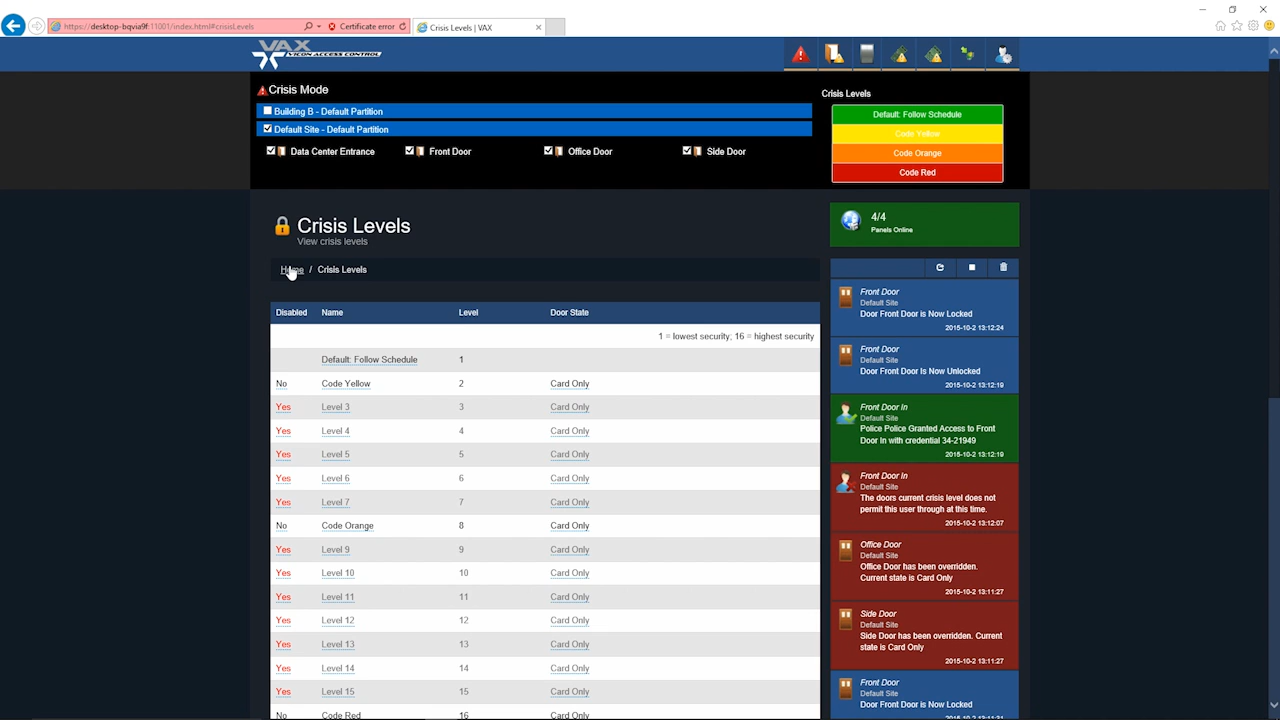 https://desktop-bqvia9f:11001/index.html#crisisLevels
Certificate error
Crisis Levels | VAX
VAX
VICON ACCESS CONTROL
Crisis Mode
Building B - Default Partition
Default Site - Default Partition
Data Center Entrance
Front Door
Office Door
Side Door
Crisis Levels
Default: Follow Schedule
Code Yellow
Code Orange
Code Red
Crisis Levels
View crisis levels
Home / Crisis Levels
Disabled Name Level Door State
1 = lowest security; 16 = highest security
Default: Follow Schedule 1
No Code Yellow 2 Card Only
Yes Level 3 3 Card Only
Yes Level 4 4 Card Only
Yes Level 5 5 Card Only
Yes Level 6 6 Card Only
Yes Level 7 7 Card Only
No Code Orange 8 Card Only
Yes Level 9 9 Card Only
Yes Level 10 10 Card Only
Yes Level 11 11 Card Only
Yes Level 12 12 Card Only
Yes Level 13 13 Card Only
Yes Level 14 14 Card Only
Yes Level 15 15 Card Only
No Code Red 16 Card Only
4/4
Panels Online
Front Door
Default Site
Door Front Door is Now Locked
2015-10-2 13:12:24
Front Door
Default Site
Door Front Door Is Now Unlocked
2015-10-2 13:12:19
Front Door In
Default Site
Police Police Granted Access to Front
Door In with credential 34-21949
2015-10-2 13:12:19
Front Door In
Default Site
The doors current crisis level does not
permit this user through at this time.
2015-10-2 13:12:07
Office Door
Default Site
Office Door has been overridden.
Current state is Card Only
2015-10-2 13:11:27
Side Door
Default Site
Side Door has been overridden. Current
state is Card Only
2015-10-2 13:11:27
Front Door
Default Site
Door Front Door is Now Locked